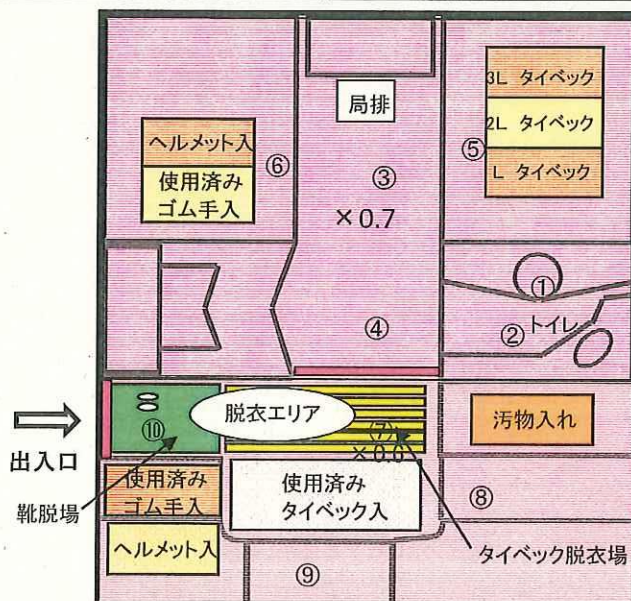 局排
3L タイベック
2L タイベック
L タイベック
⑤
ヘルメット入
使用済み
ゴム手入
⑥
③
×0.7
①
②
トイレ
④
脱衣エリア
⑩
⑦
×0.6
汚物入れ
出入口
靴脱場
使用済み
ゴム手入
使用済み
タイベック入
⑧
ヘルメット入
⑨
タイベック脱衣場